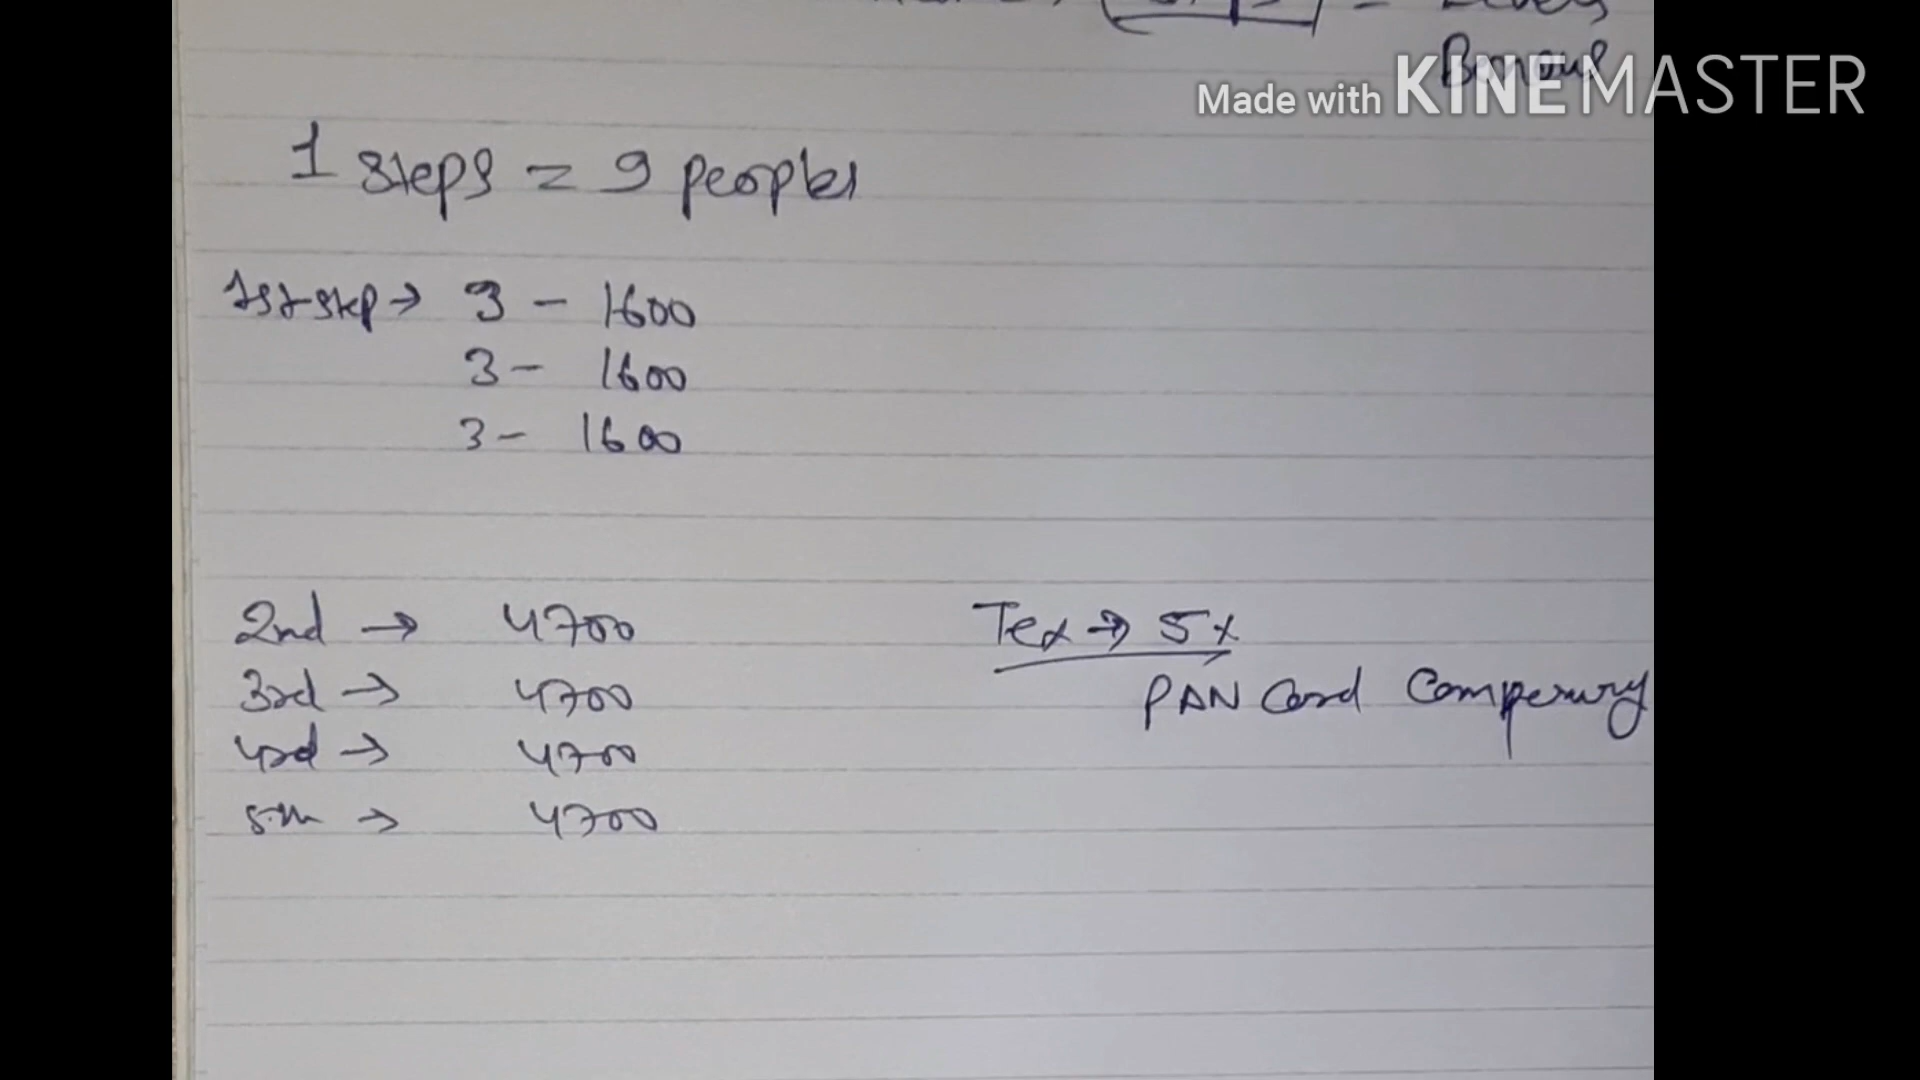 Bonous
Made with KINEMASTER
1 steps = 9 peoples
1st step → 3 - 1600
3 - 1600
3 - 1600
2nd → 4700
3rd → 4700
4rd → 4700
5th → 4700
Tex → 5%
PAN Card